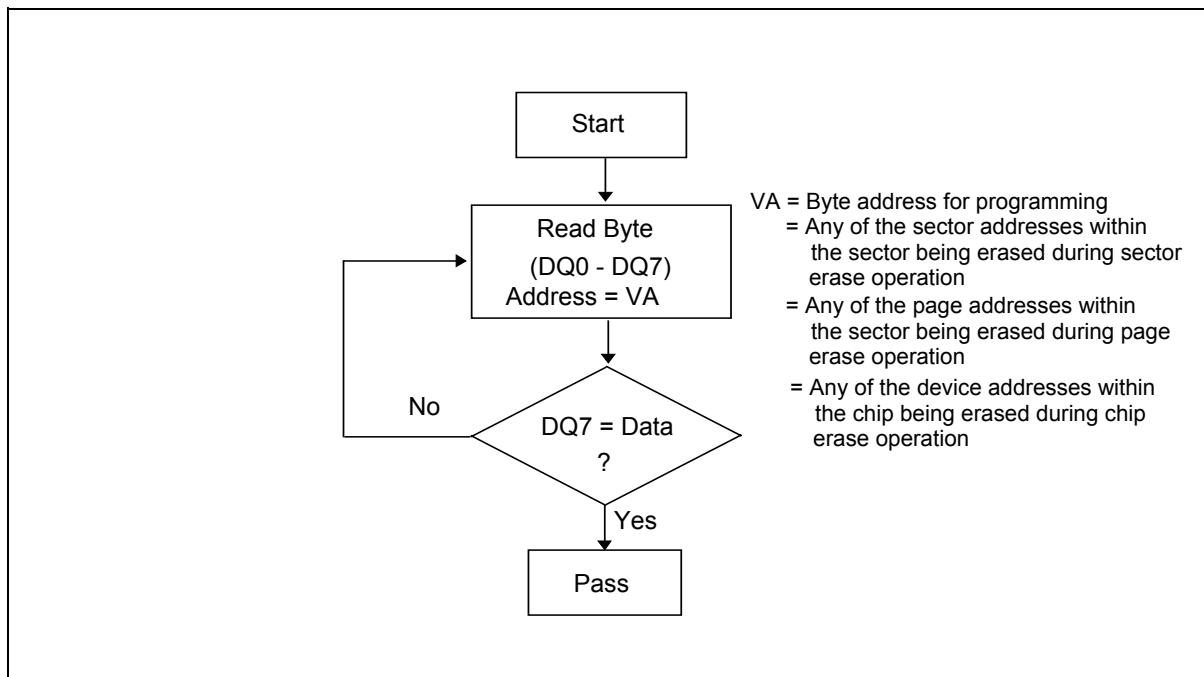 Start
Read Byte
(DQ0 - DQ7)
Address = VA
VA = Byte address for programming
= Any of the sector addresses within
the sector being erased during sector
erase operation
= Any of the page addresses within
the sector being erased during page
erase operation
= Any of the device addresses within
the chip being erased during chip
erase operation
No
DQ7 = Data
?
Yes
Pass